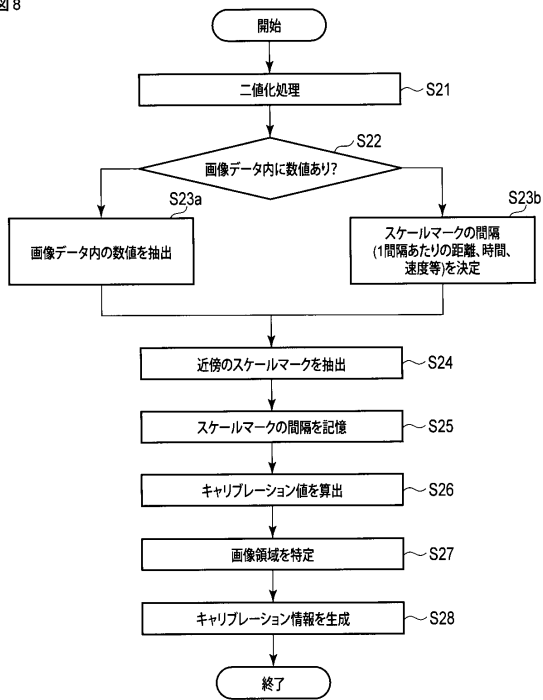 図8
開始
二値化処理
S21
S22
画像データ内に数値あり?
S23a
画像データ内の数値を抽出
S23b
スケールマークの間隔
(1間隔あたりの距離、時間、
速度等)を決定
近傍のスケールマークを抽出
S24
スケールマークの間隔を記憶
S25
キャリブレーション値を算出
S26
画像領域を特定
S27
キャリブレーション情報を生成
S28
終了